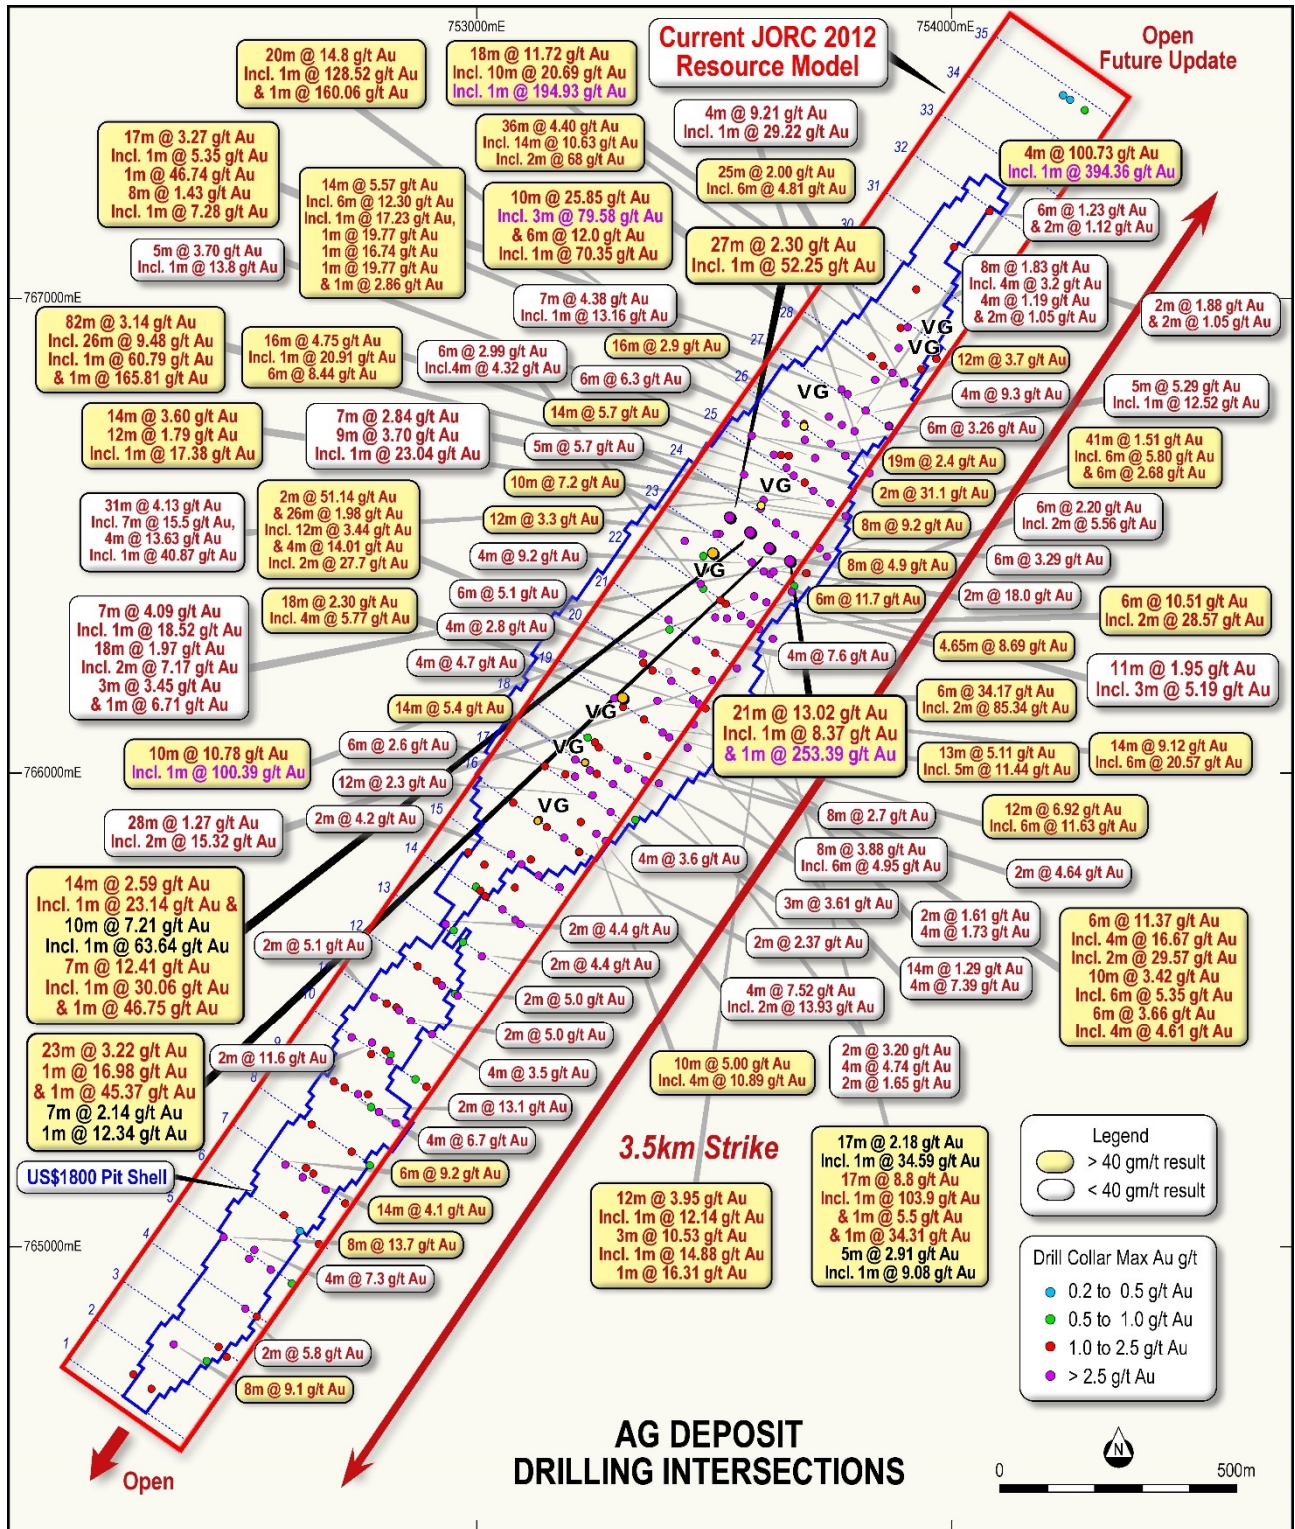 753000mE
754000mE
Current JORC 2012
Resource Model
Open
Future Update
20m @ 14.8 g/t Au
Incl. 1m @ 128.52 g/t Au
& 1m @ 160.06 g/t Au
18m @ 11.72 g/t Au
Incl. 10m @ 20.69 g/t Au
Incl. 1m @ 194.93 g/t Au
4m @ 9.21 g/t Au
Incl. 1m @ 29.22 g/t Au
36m @ 4.40 g/t Au
Incl. 14m @ 10.63 g/t Au
Incl. 2m @ 68 g/t Au
17m @ 3.27 g/t Au
Incl. 1m @ 5.35 g/t Au
1m @ 46.74 g/t Au
8m @ 1.43 g/t Au
Incl. 1m @ 7.28 g/t Au
25m @ 2.00 g/t Au
Incl. 6m @ 4.81 g/t Au
4m @ 100.73 g/t Au
Incl. 1m @ 394.36 g/t Au
14m @ 5.57 g/t Au
Incl. 6m @ 12.30 g/t Au
Incl. 1m @ 17.23 g/t Au,
1m @ 19.77 g/t Au
1m @ 16.74 g/t Au
1m @ 19.77 g/t Au
& 1m @ 2.86 g/t Au
10m @ 25.85 g/t Au
Incl. 3m @ 79.58 g/t Au
& 6m @ 12.0 g/t Au
Incl. 1m @ 70.35 g/t Au
6m @ 1.23 g/t Au
& 2m @ 1.12 g/t Au
5m @ 3.70 g/t Au
Incl. 1m @ 13.8 g/t Au
27m @ 2.30 g/t Au
Incl. 1m @ 52.25 g/t Au
8m @ 1.83 g/t Au
Incl. 4m @ 3.2 g/t Au
4m @ 1.19 g/t Au
& 2m @ 1.05 g/t Au
767000mE
7m @ 4.38 g/t Au
Incl. 1m @ 13.16 g/t Au
2m @ 1.88 g/t Au
& 2m @ 1.05 g/t Au
82m @ 3.14 g/t Au
Incl. 26m @ 9.48 g/t Au
Incl. 1m @ 60.79 g/t Au
& 1m @ 165.81 g/t Au
16m @ 4.75 g/t Au
Incl. 1m @ 20.91 g/t Au
6m @ 8.44 g/t Au
6m @ 2.99 g/t Au
Incl.4m @ 4.32 g/t Au
16m @ 2.9 g/t Au
VG
VG
12m @ 3.7 g/t Au
6m @ 6.3 g/t Au
VG
4m @ 9.3 g/t Au
5m @ 5.29 g/t Au
Incl. 1m @ 12.52 g/t Au
14m @ 3.60 g/t Au
12m @ 1.79 g/t Au
Incl. 1m @ 17.38 g/t Au
7m @ 2.84 g/t Au
9m @ 3.70 g/t Au
Incl. 1m @ 23.04 g/t Au
14m @ 5.7 g/t Au
6m @ 3.26 g/t Au
5m @ 5.7 g/t Au
41m @ 1.51 g/t Au
Incl. 6m @ 5.80 g/t Au
& 6m @ 2.68 g/t Au
19m @ 2.4 g/t Au
10m @ 7.2 g/t Au
VG
2m @ 31.1 g/t Au
31m @ 4.13 g/t Au
Incl. 7m @ 15.5 g/t Au,
4m @ 13.63 g/t Au
Incl. 1m @ 40.87 g/t Au
2m @ 51.14 g/t Au
& 26m @ 1.98 g/t Au
Incl. 12m @ 3.44 g/t Au
& 4m @ 14.01 g/t Au
Incl. 2m @ 27.7 g/t Au
12m @ 3.3 g/t Au
8m @ 9.2 g/t Au
6m @ 2.20 g/t Au
Incl. 2m @ 5.56 g/t Au
4m @ 9.2 g/t Au
VG
8m @ 4.9 g/t Au
6m @ 3.29 g/t Au
6m @ 5.1 g/t Au
6m @ 11.7 g/t Au
2m @ 18.0 g/t Au
18m @ 2.30 g/t Au
Incl. 4m @ 5.77 g/t Au
4m @ 2.8 g/t Au
6m @ 10.51 g/t Au
Incl. 2m @ 28.57 g/t Au
7m @ 4.09 g/t Au
Incl. 1m @ 18.52 g/t Au
18m @ 1.97 g/t Au
Incl. 2m @ 7.17 g/t Au
3m @ 3.45 g/t Au
& 1m @ 6.71 g/t Au
4m @ 4.7 g/t Au
4m @ 7.6 g/t Au
4.65m @ 8.69 g/t Au
11m @ 1.95 g/t Au
Incl. 3m @ 5.19 g/t Au
14m @ 5.4 g/t Au
VG
21m @ 13.02 g/t Au
Incl. 1m @ 8.37 g/t Au
& 1m @ 253.39 g/t Au
6m @ 34.17 g/t Au
Incl. 2m @ 85.34 g/t Au
10m @ 10.78 g/t Au
Incl. 1m @ 100.39 g/t Au
6m @ 2.6 g/t Au
VG
13m @ 5.11 g/t Au
Incl. 5m @ 11.44 g/t Au
14m @ 9.12 g/t Au
Incl. 6m @ 20.57 g/t Au
766000mE
12m @ 2.3 g/t Au
VG
12m @ 6.92 g/t Au
Incl. 6m @ 11.63 g/t Au
28m @ 1.27 g/t Au
Incl. 2m @ 15.32 g/t Au
2m @ 4.2 g/t Au
8m @ 2.7 g/t Au
4m @ 3.6 g/t Au
8m @ 3.88 g/t Au
Incl. 6m @ 4.95 g/t Au
2m @ 4.64 g/t Au
14m @ 2.59 g/t Au
Incl. 1m @ 23.14 g/t Au &
10m @ 7.21 g/t Au
Incl. 1m @ 63.64 g/t Au
7m @ 12.41 g/t Au
Incl. 1m @ 30.06 g/t Au
& 1m @ 46.75 g/t Au
3m @ 3.61 g/t Au
2m @ 1.61 g/t Au
4m @ 1.73 g/t Au
2m @ 5.1 g/t Au
2m @ 4.4 g/t Au
2m @ 2.37 g/t Au
6m @ 11.37 g/t Au
Incl. 4m @ 16.67 g/t Au
Incl. 2m @ 29.57 g/t Au
10m @ 3.42 g/t Au
Incl. 6m @ 5.35 g/t Au
6m @ 3.66 g/t Au
Incl. 4m @ 4.61 g/t Au
2m @ 4.4 g/t Au
14m @ 1.29 g/t Au
4m @ 7.39 g/t Au
2m @ 5.0 g/t Au
4m @ 7.52 g/t Au
Incl. 2m @ 13.93 g/t Au
2m @ 5.0 g/t Au
23m @ 3.22 g/t Au
1m @ 16.98 g/t Au
& 1m @ 45.37 g/t Au
7m @ 2.14 g/t Au
1m @ 12.34 g/t Au
2m @ 11.6 g/t Au
4m @ 3.5 g/t Au
10m @ 5.00 g/t Au
Incl. 4m @ 10.89 g/t Au
2m @ 3.20 g/t Au
4m @ 4.74 g/t Au
2m @ 1.65 g/t Au
2m @ 13.1 g/t Au
4m @ 6.7 g/t Au
3.5km Strike
US$1800 Pit Shell
6m @ 9.2 g/t Au
17m @ 2.18 g/t Au
Incl. 1m @ 34.59 g/t Au
17m @ 8.8 g/t Au
Incl. 1m @ 103.9 g/t Au
& 1m @ 5.5 g/t Au
& 1m @ 34.31 g/t Au
5m @ 2.91 g/t Au
Incl. 1m @ 9.08 g/t Au
Legend
> 40 gm/t result
< 40 gm/t result
14m @ 4.1 g/t Au
12m @ 3.95 g/t Au
Incl. 1m @ 12.14 g/t Au
3m @ 10.53 g/t Au
Incl. 1m @ 14.88 g/t Au
1m @ 16.31 g/t Au
765000mE
8m @ 13.7 g/t Au
4m @ 7.3 g/t Au
Drill Collar Max Au g/t
0.2 to 0.5 g/t Au
0.5 to 1.0 g/t Au
1.0 to 2.5 g/t Au
> 2.5 g/t Au
2m @ 5.8 g/t Au
8m @ 9.1 g/t Au
Open
AG DEPOSIT
DRILLING INTERSECTIONS
N
0
500m
35
34
33
32
31
30
28
27
26
25
24
23
22
21
20
19
18
17
16
15
14
13
12
10
9
8
7
6
5
4
3
2
1